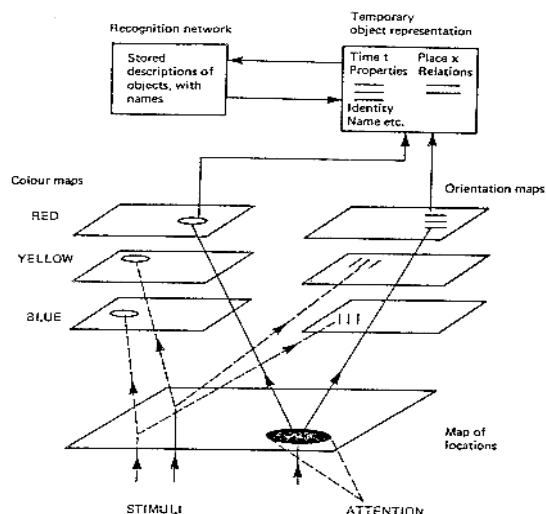 Temporary
object representation
Recognition network
Stored
descriptions of
objects, with
names
Time t Place x
Properties Relations
Identity
Name etc.
Colour maps
Orientation maps
RED
YELLOW
BLUE
Map of
locations
STIMULI
ATTENTION